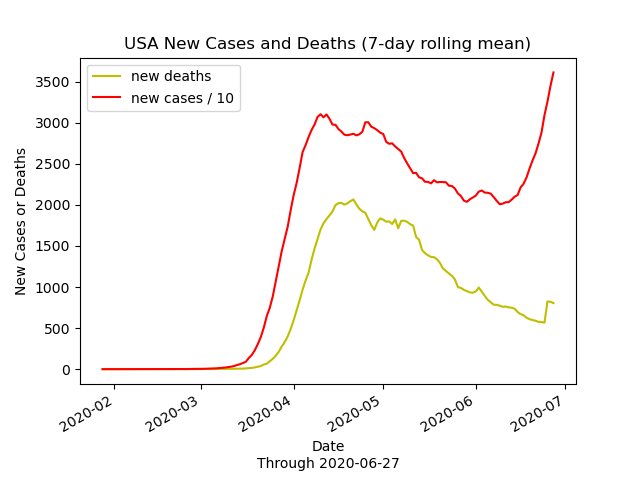 USA New Cases and Deaths (7-day rolling mean)
new deaths
new cases / 10
3500
3000
2500
2000
1500
1000
500
0
New Cases or Deaths
2020-02
2020-03
2020-04
2020-05
2020-06
2020-07
Date
Through 2020-06-27